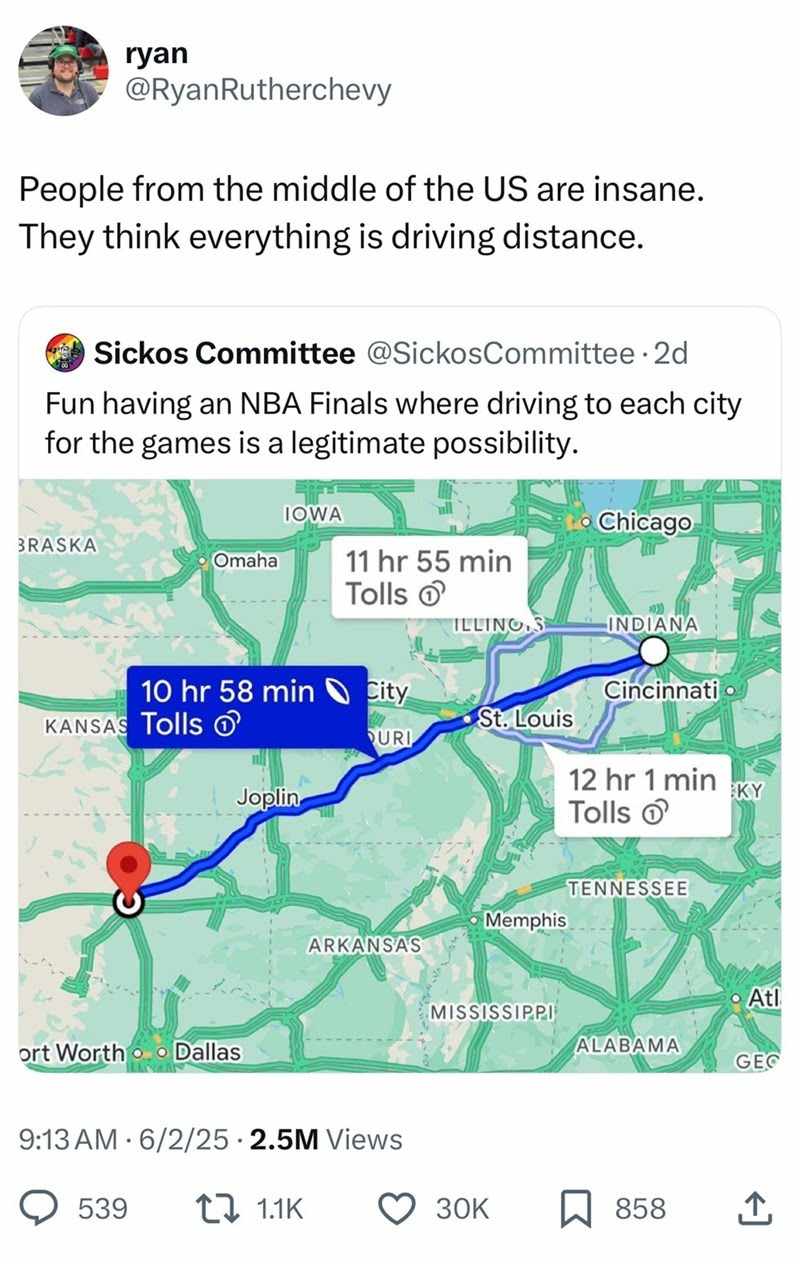 ryan
@RyanRutherchevy
People from the middle of the US are insane.
They think everything is driving distance.
Sickos Committee @SickosCommittee · 2d
Fun having an NBA Finals where driving to each city
for the games is a legitimate possibility.
IOWA
Chicago
BRASKA
Omaha
11 hr 55 min
Tolls
ILLINOIS
INDIANA
10 hr 58 min
Tolls
City
Cincinnati
KANSAS
OURI
St. Louis
12 hr 1 min
Tolls
CKY
Joplin
TENNESSEE
Memphis
ARKANSAS
MISSISSIPPI
Atl
ort Worth
Dallas
ALABAMA
GEO
9:13 AM · 6/2/25 · 2.5M Views
539
1.1K
30K
858